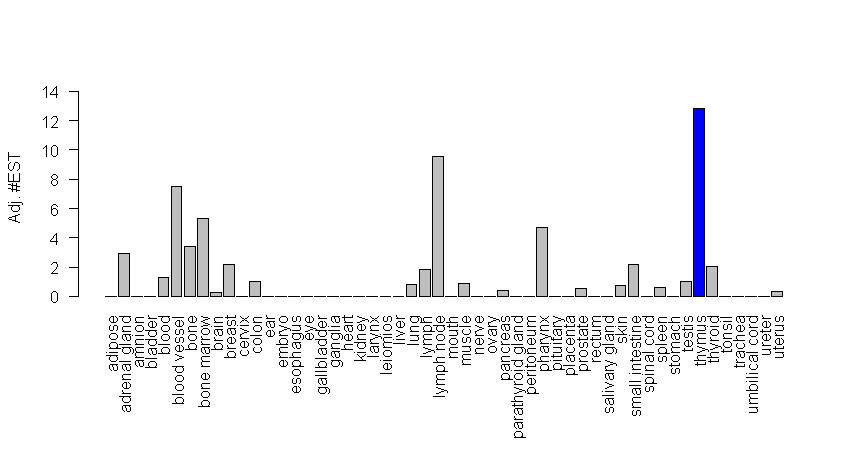 Adj. #EST
14
12
10
8
6
4
2
0
adipose
adrenal gland
amnion
bladder
blood
blood vessel
bone
bone marrow
brain
breast
cervix
colon
ear
embryo
esophagus
eye
gallbladder
ganglia
heart
kidney
larynx
leiomios
liver
lung
lymph
lymph node
mouth
muscle
nerve
ovary
pancreas
parathyroid gland
peritoneum
pharynx
pituitary
placenta
prostate
rectum
salivary gland
skin
small intestine
spinal cord
spleen
stomach
testis
thymus
thyroid
tonsil
trachea
umbilical cord
ureter
uterus